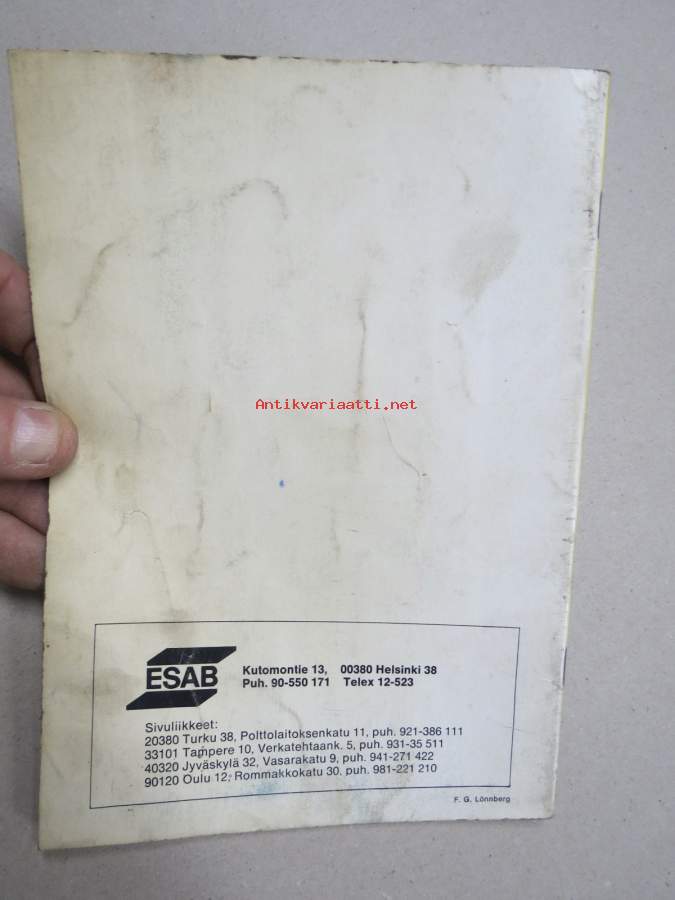 Antikvariaatti.net
ESAB
Kutomontie 13, 00380 Helsinki 38
Puh. 90-550 171 Telex 12-523
Sivuliikkeet:
20380 Turku 38, Polttolaitoksenkatu 11, puh. 921-386 111
33101 Tampere 10, Verkatehtaank. 5, puh. 931-35 511
40320 Jyväskylä 32, Vasarakatu 9, puh. 941-271 422
90120 Oulu 12, Rommakkokatu 30. puh. 981-221 210
F. G. Lönnberg